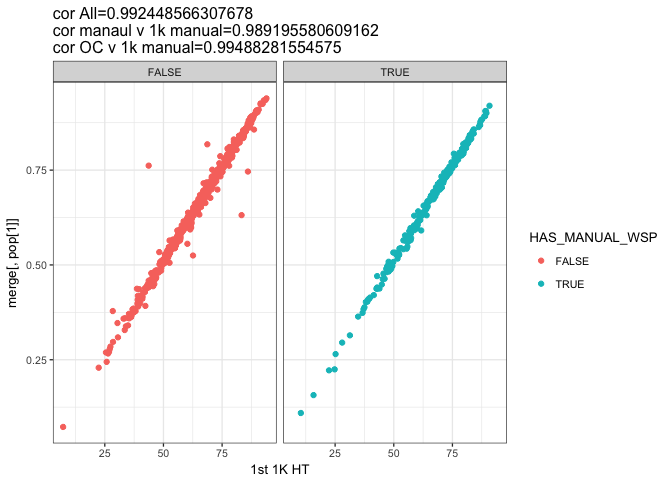 cor All=0.992448566307678
cor manaul v 1k manual=0.989195580609162
cor OC v 1k manual=0.99488281554575
FALSE
TRUE
0.75
0.50
0.25
merge[, pop[1]]
25
50
75
25
50
75
1st 1K HT
HAS_MANUAL_WSP
FALSE
TRUE